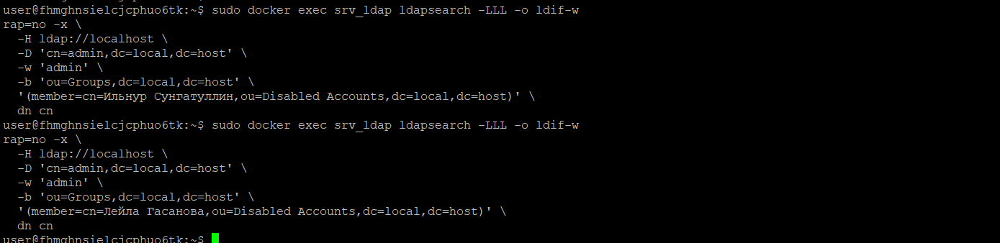 user@fhmghnsielcjcphuo6tk:~$ sudo docker exec srv_ldap ldapsearch -LLL -o ldif-w
rap=no -x \
  -H ldap://localhost \
  -D 'cn=admin,dc=local,dc=host' \
  -w 'admin' \
  -b 'ou=Groups,dc=local,dc=host' \
  '(member=cn=Ильнур Сунгатуллин,ou=Disabled Accounts,dc=local,dc=host)' \
  dn cn
user@fhmghnsielcjcphuo6tk:~$ sudo docker exec srv_ldap ldapsearch -LLL -o ldif-w
rap=no -x \
  -H ldap://localhost \
  -D 'cn=admin,dc=local,dc=host' \
  -w 'admin' \
  -b 'ou=Groups,dc=local,dc=host' \
  '(member=cn=Лейла Гасанова,ou=Disabled Accounts,dc=local,dc=host)' \
  dn cn
user@fhmghnsielcjcphuo6tk:~$